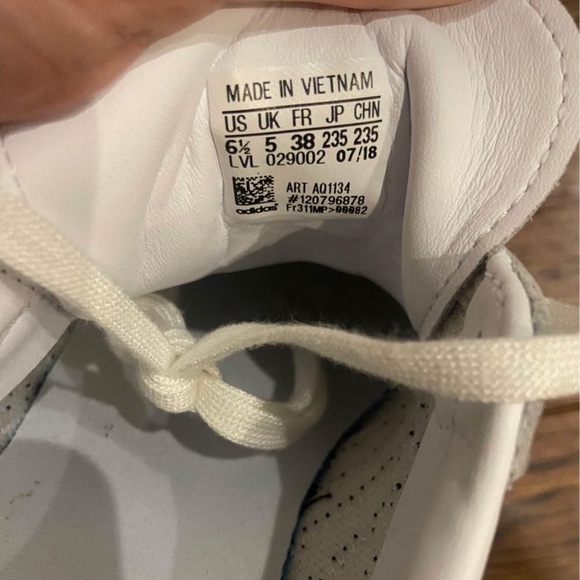 MADE IN VIETNAM
US UK FR JP CHN
6½ 5 38 235 235
LVL 029002 07/18
ART AQ1134
#120796878
adidas Fr311MP>00082